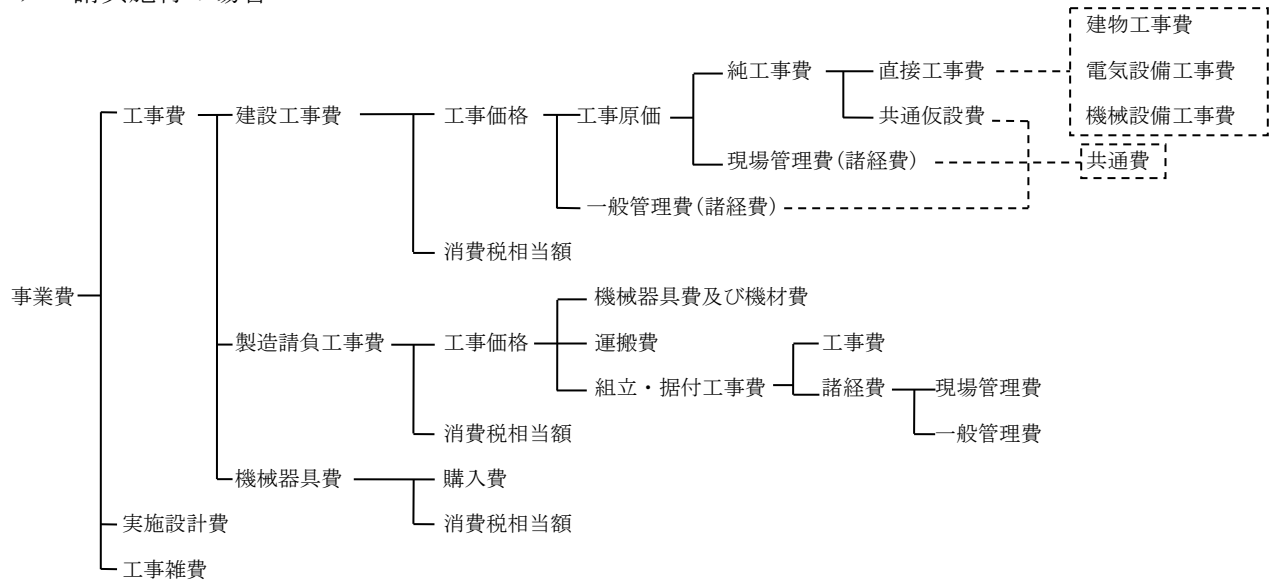 建物工事費
純工事費 直接工事費 電気設備工事費
工事費 建設工事費 工事価格 工事原価 共通仮設費 機械設備工事費
現場管理費(諸経費) 共通費
一般管理費(諸経費)
消費税相当額
事業費 機械器具費及び機材費
製造請負工事費 工事価格 運搬費 工事費
組立・据付工事費 諸経費 現場管理費
消費税相当額 一般管理費
機械器具費 購入費
実施設計費 消費税相当額
工事雑費